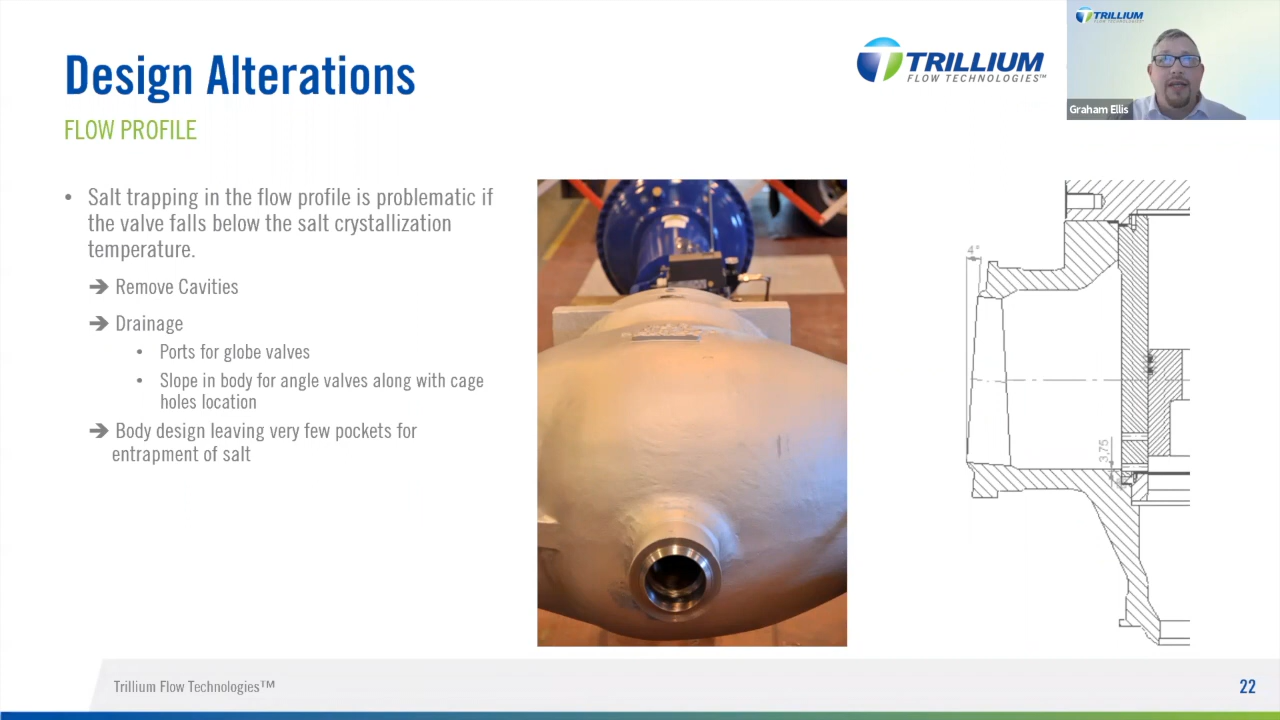 Design Alterations
FLOW PROFILE
TRILLIUM
FLOW TECHNOLOGIES™
TRILLIUM
FLOW TECHNOLOGIES
Graham Ellis
• Salt trapping in the flow profile is problematic if
the valve falls below the salt crystallization
temperature.
➔ Remove Cavities
➔ Drainage
• Ports for globe valves
• Slope in body for angle valves along with cage
holes location
➔ Body design leaving very few pockets for
entrapment of salt
4°
3,75
Trillium Flow Technologies™
22